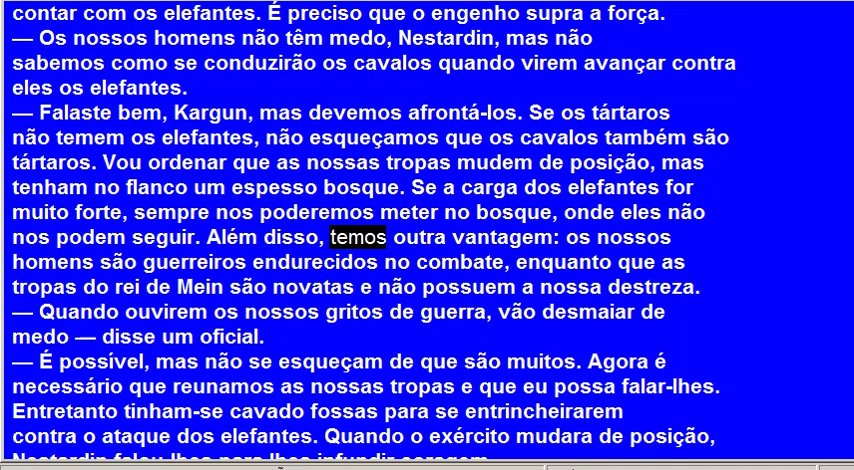 contar com os elefantes. É preciso que o engenho supra a força.
— Os nossos homens não têm medo, Nestardin, mas não
sabemos como se conduzirão os cavalos quando virem avançar contra
eles os elefantes.
— Falaste bem, Kargun, mas devemos afrontá-los. Se os tártaros
não temem os elefantes, não esqueçamos que os cavalos também são
tártaros. Vou ordenar que as nossas tropas mudem de posição, mas
tenham no flanco um espesso bosque. Se a carga dos elefantes for
muito forte, sempre nos poderemos meter no bosque, onde eles não
nos podem seguir. Além disso, temos outra vantagem: os nossos
homens são guerreiros endurecidos no combate, enquanto que as
tropas do rei de Mein são novatas e não possuem a nossa destreza.
— Quando ouvirem os nossos gritos de guerra, vão desmaiar de
medo — disse um oficial.
— É possível, mas não se esqueçam de que são muitos. Agora é
necessário que reunamos as nossas tropas e que eu possa falar-lhes.
Entretanto tinham-se cavado fossas para se entrincheirarem
contra o ataque dos elefantes. Quando o exército mudara de posição,
Nestardin falou-lhes para lhes infundir coragem